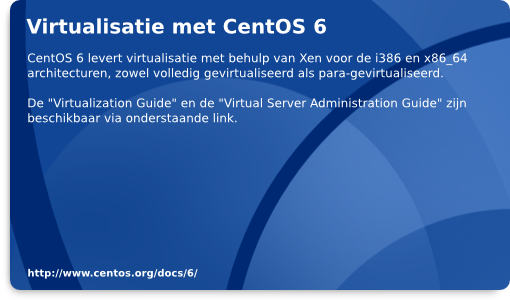 Virtualisatie met CentOS 6
CentOS 6 levert virtualisatie met behulp van Xen voor de i386 en x86_64
architecturen, zowel volledig gevirtualiseerd als para-gevirtualiseerd.
De "Virtualization Guide" en de "Virtual Server Administration Guide" zijn
beschikbaar via onderstaande link.
http://www.centos.org/docs/6/